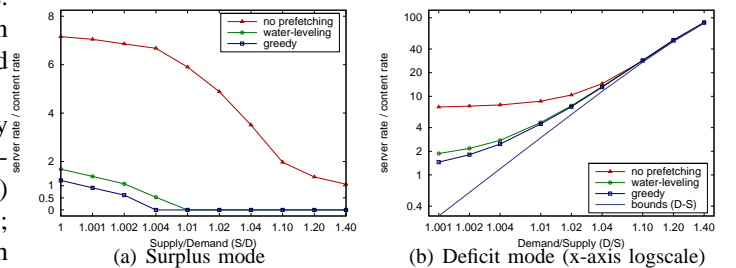 s.
n
d
y
-
)
;
n
8
6
4
2
1
0.5
0
server rate / content rate
no prefetching
water-leveling
greedy
1 1.001 1.002 1.004 1.01 1.02 1.04 1.10 1.20 1.40
Supply/Demand (S/D)
(a) Surplus mode
100
40
20
10
4
2
1
0.4
server rate / content rate
no prefetching
water-leveling
greedy
bounds (D-S)
1.001 1.002 1.004 1.01 1.02 1.04 1.10 1.20 1.40
Demand/Supply (D/S)
(b) Deficit mode (x-axis logscale)